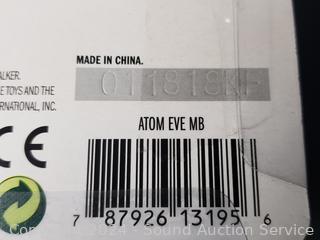 MADE IN CHINA.
ALKER.
E TOYS AND THE
ERNATIONAL, INC.
011818KF
ATOM EVE MB
CE
7 87926 13195 6
2024 - South Auction Service